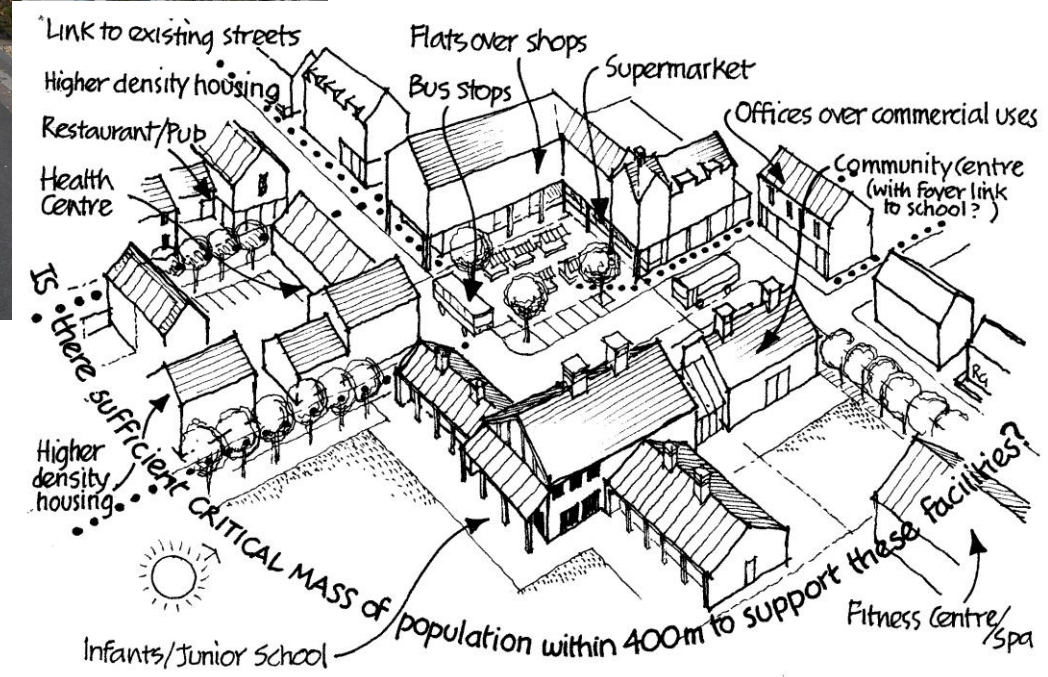 *Link to existing streets
Higher density housing
Restaurant/Pub
Health
Centre
Flats over shops
Bus stops
Supermarket
Offices over commercial uses
Community Centre
(with Foyer link
to school?)
Is there sufficient CRITICAL MASS of population within 400m to support these facilities?
Higher
density
housing
Infants/Junior School
Fitness Centre/
Spa
RG